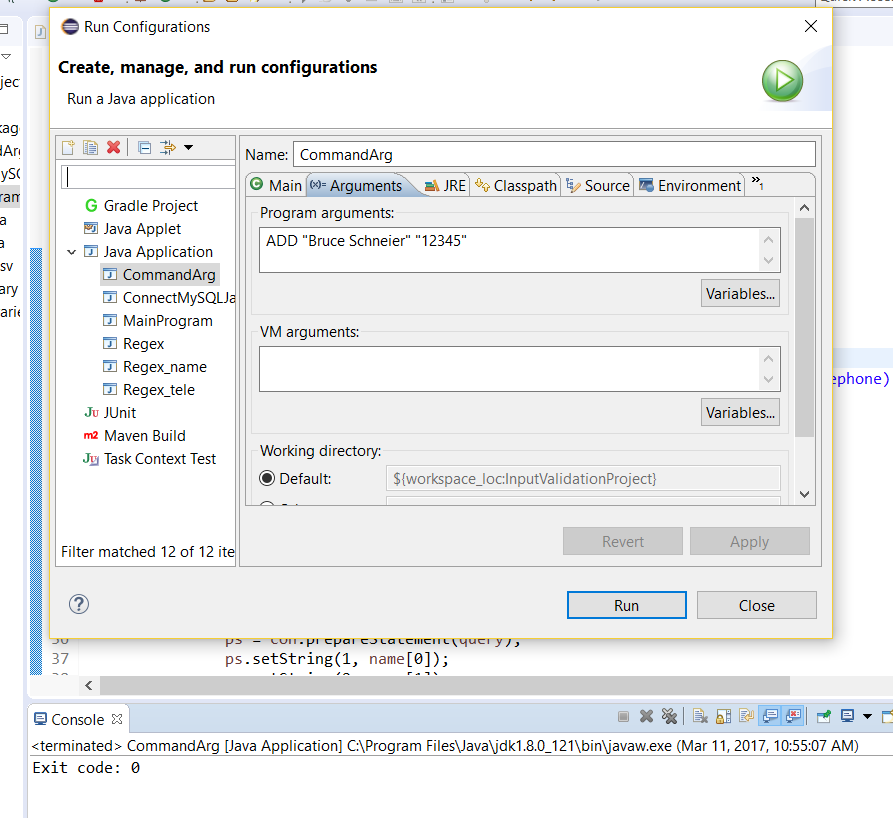 Run Configurations
Create, manage, and run configurations
Run a Java application
Name: CommandArg
Main (x)= Arguments JRE Classpath Source Environment »1
Gradle Project
Java Applet
Java Application
CommandArg
ConnectMySQLJa
MainProgram
Regex
Regex_name
Regex_tele
JUnit
Maven Build
Task Context Test
Filter matched 12 of 12 ite
Program arguments:
ADD "Bruce Schneier" "12345"
Variables...
VM arguments:
Variables...
Working directory:
Default: ${workspace_loc:InputValidationProject}
Revert Apply
Run Close
ephone)
ps = con.prepareStatement(query);
37 ps.setString(1, name[0]);
Console
<terminated> CommandArg [Java Application] C:\Program Files\Java\jdk1.8.0_121\bin\javaw.exe (Mar 11, 2017, 10:55:07 AM)
Exit code: 0